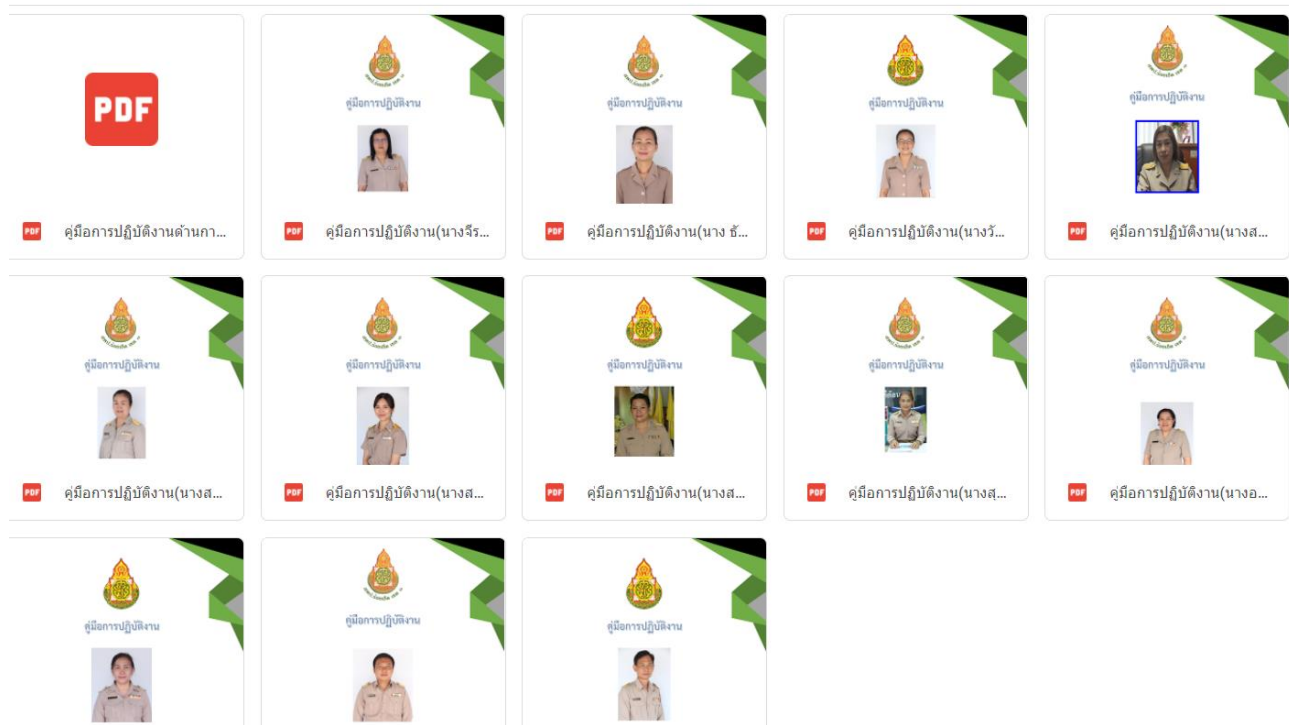 PDF
PDF คู่มือการปฏิบัติงานด้านกา...
คู่มือการปฏิบัติงาน
PDF คู่มือการปฏิบัติงาน(นางจีร...
คู่มือการปฏิบัติงาน
PDF คู่มือการปฏิบัติงาน(นาง ธั...
คู่มือการปฏิบัติงาน
PDF คู่มือการปฏิบัติงาน(นางวั...
คู่มือการปฏิบัติงาน
PDF คู่มือการปฏิบัติงาน(นางส...
คู่มือการปฏิบัติงาน
PDF คู่มือการปฏิบัติงาน(นางส...
คู่มือการปฏิบัติงาน
PDF คู่มือการปฏิบัติงาน(นางส...
คู่มือการปฏิบัติงาน
PDF คู่มือการปฏิบัติงาน(นางส...
คู่มือการปฏิบัติงาน
PDF คู่มือการปฏิบัติงาน(นางสุ...
คู่มือการปฏิบัติงาน
PDF คู่มือการปฏิบัติงาน(นางอ...
คู่มือการปฏิบัติงาน
คู่มือการปฏิบัติงาน
คู่มือการปฏิบัติงาน